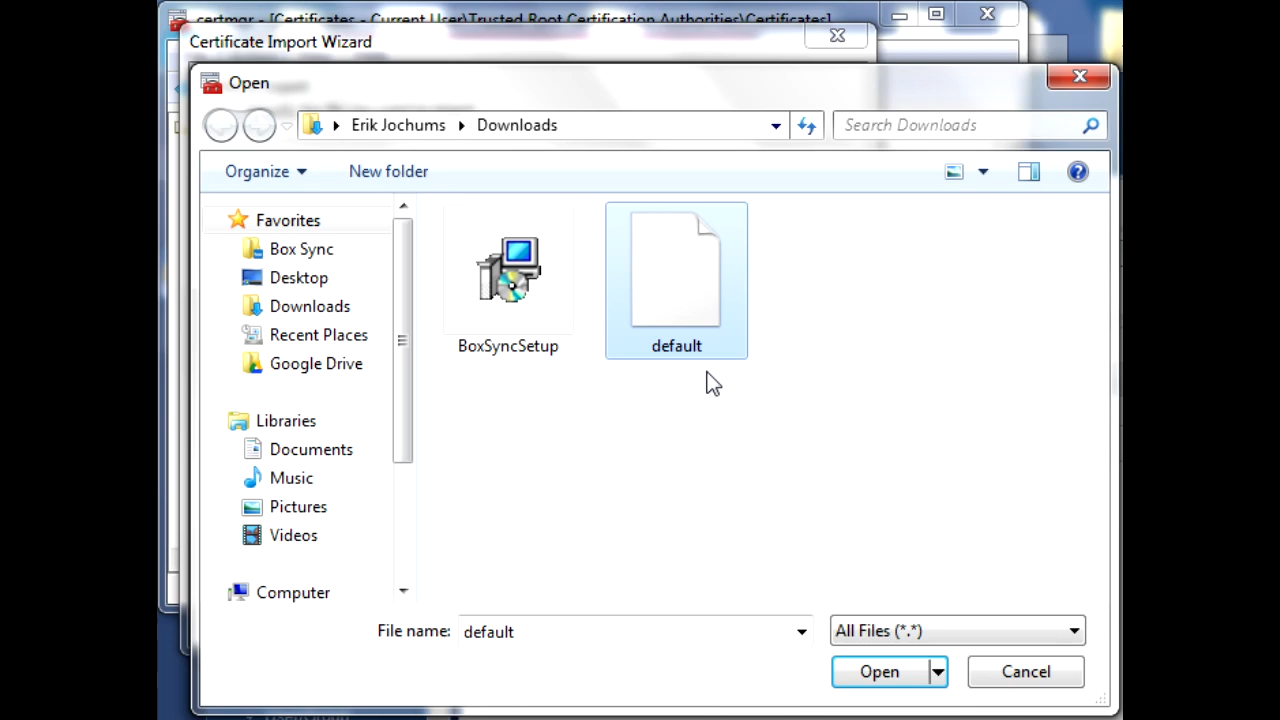 certmgr - [Certificates - Current User\Trusted Root Certification Authorities\Certificates]
Certificate Import Wizard
Open
Erik Jochums Downloads
Search Downloads
Organize
New folder
Favorites
Box Sync
Desktop
Downloads
Recent Places
Google Drive
Libraries
Documents
Music
Pictures
Videos
Computer
BoxSyncSetup
default
File name: default
All Files (*.*)
Open
Cancel